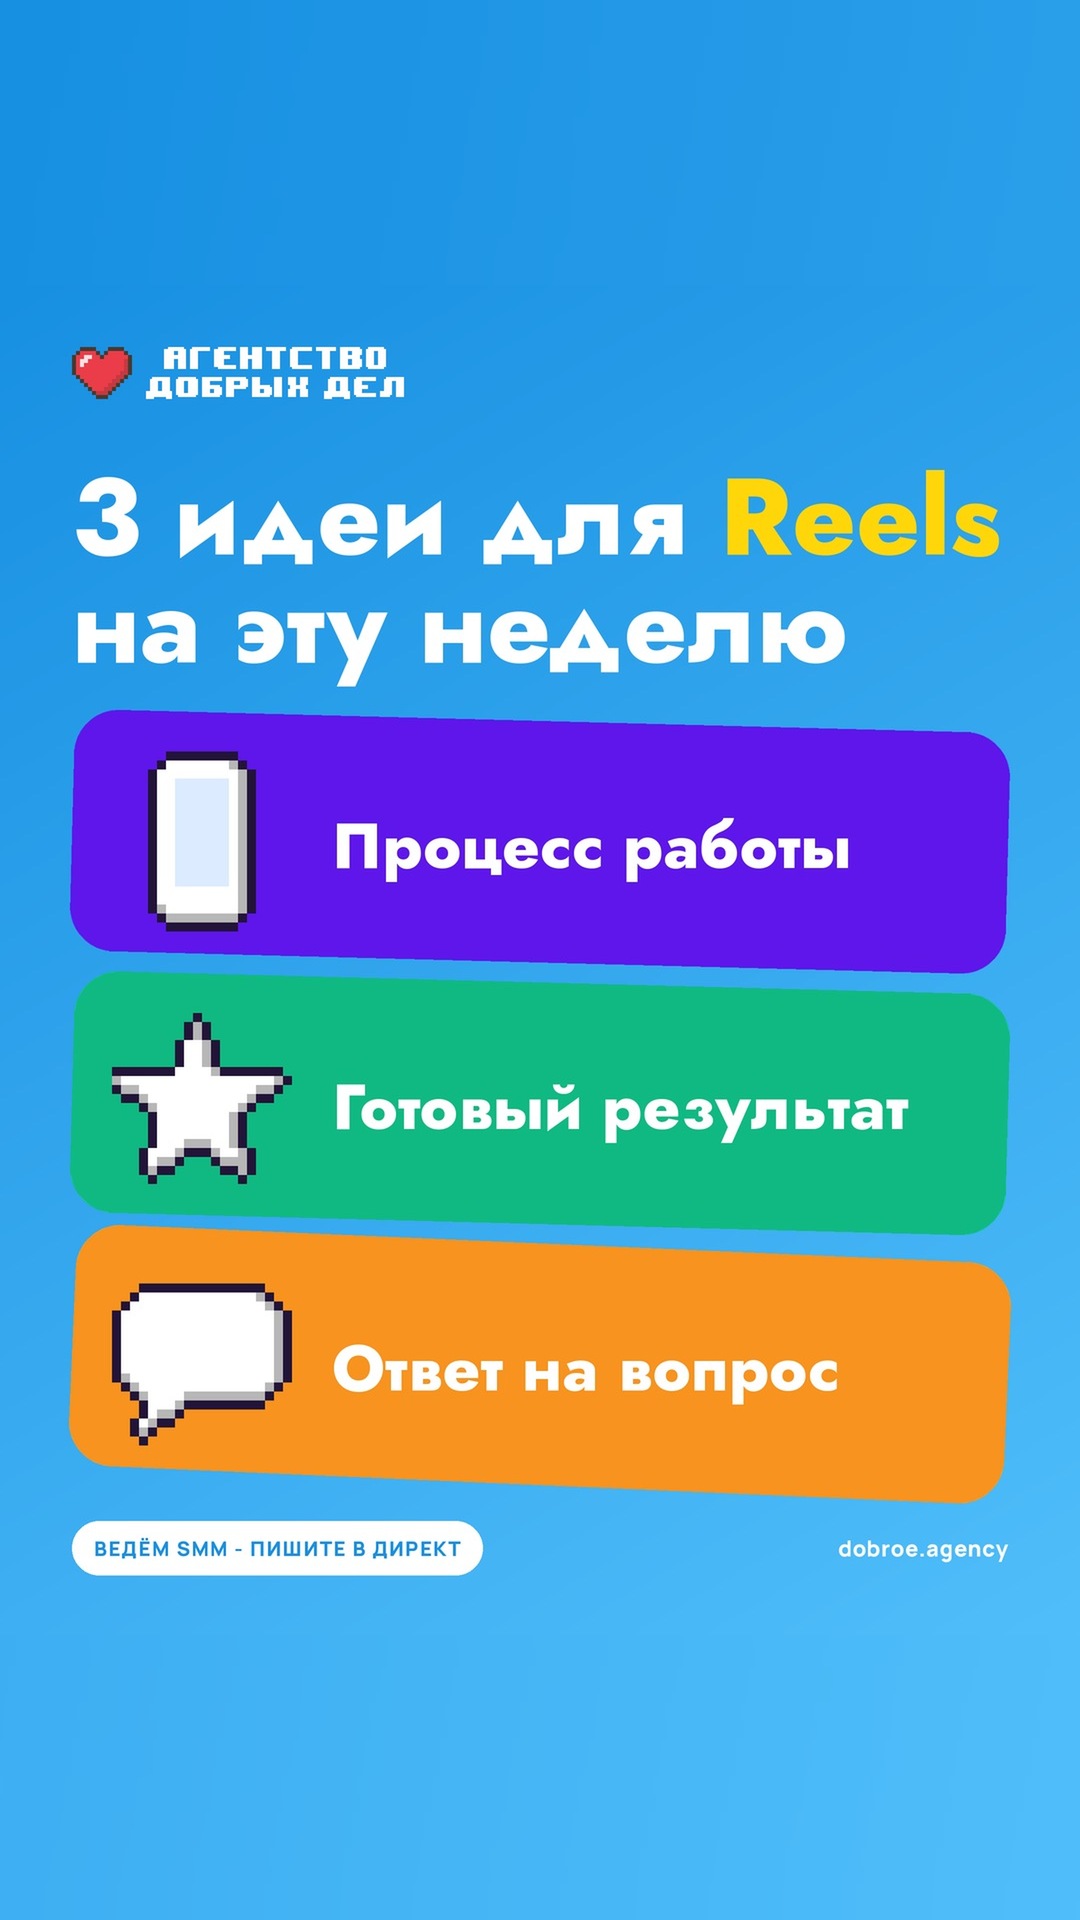 АГЕНТСТВО
ДОБРЫХ ДЕЛ
3 идеи для Reels
на эту неделю
Процесс работы
Готовый результат
Ответ на вопрос
ВЕДЁМ SMM - ПИШИТЕ В ДИРЕКТ
dobroe.agency